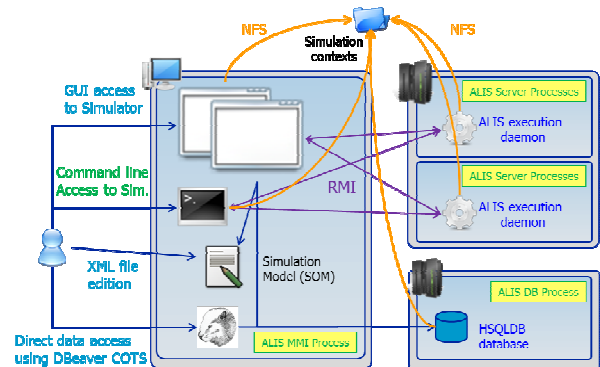 NFS
Simulation
contexts
NFS
GUI access
to Simulator
ALIS Server Processes
ALIS execution
daemon
Command line
Access to Sim.
>_
RMI
ALIS Server Processes
ALIS execution
daemon
XML file
edition
Simulation
Model (SOM)
ALIS DB Process
HSQLDB
database
Direct data access
using DBeaver COTS
ALIS MMI Process